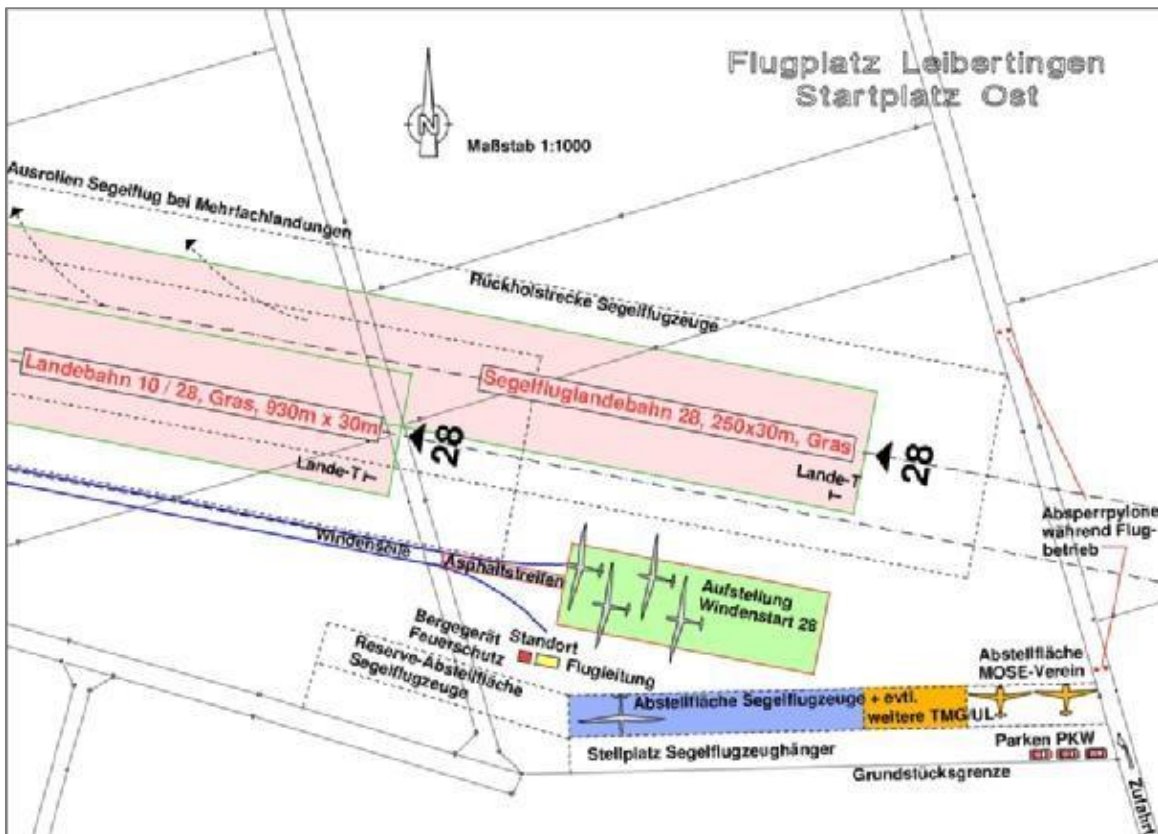 Flugplatz Leibertingen
Startplatz Ost
N
Maßstab 1:1000
Ausrollen Segelflug bei Mehrfachlandungen
Rückholstrecke Segelflugzeuge
Landebahn 10 / 28, Gras, 930m x 30m
Segelfluglandebahn 28, 250x30m, Gras
28
28
Lande-T
Lande-T
Absperrpylone
während Flug-
betrieb
Windenseile
Asphaltstreifen
Aufstellung
Windenstart 28
Bergegerät
Feuerschutz
Standort
Flugleitung
Reserve-Abstellfläche
Segelflugzeuge
Abstellfläche
MOSE-Verein
Abstellfläche Segelflugzeuge + evtl.
weitere TMG/UL
Stellplatz Segelflugzeughänger
Parken PKW
Grundstücksgrenze
Zufahrt